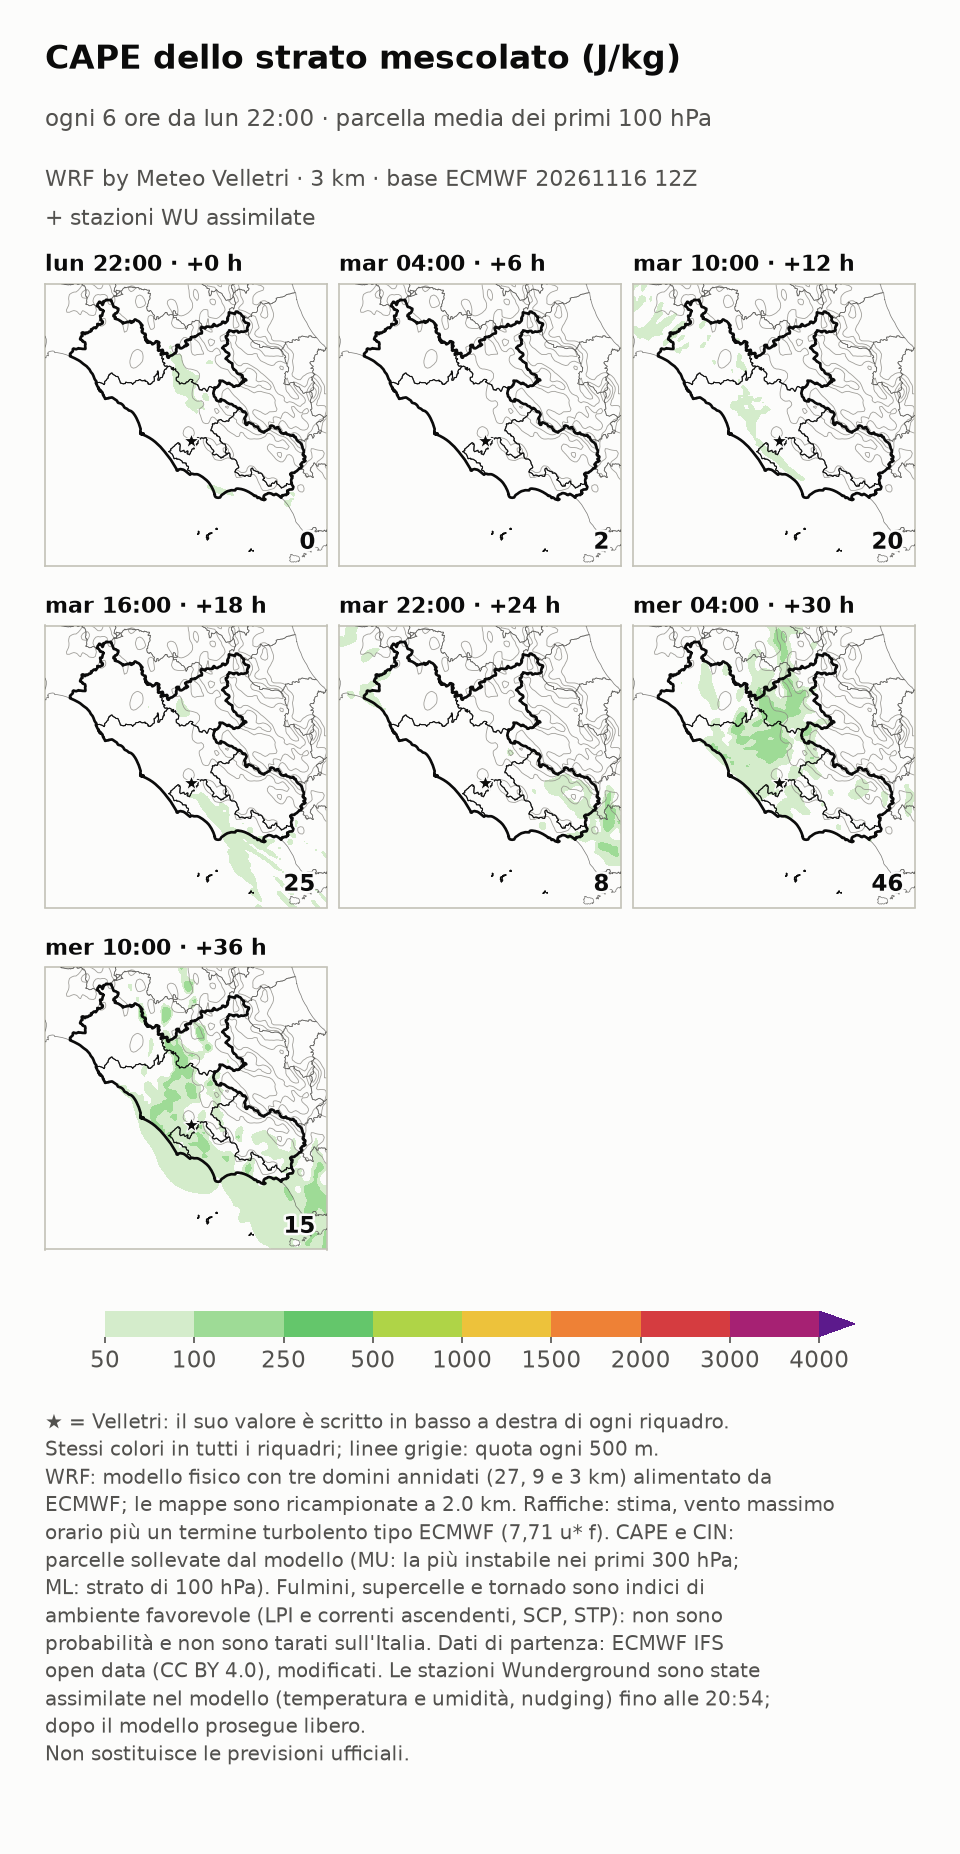 CAPE dello strato mescolato (J/kg)
ogni 6 ore da lun 22:00 · parcella media dei primi 100 hPa
WRF by Meteo Velletri · 3 km · base ECMWF 20261116 12Z
+ stazioni WU assimilate
lun 22:00 · +0 h
mar 04:00 · +6 h
mar 10:00 · +12 h
0
2
20
mar 16:00 · +18 h
mar 22:00 · +24 h
mer 04:00 · +30 h
25
8
46
mer 10:00 · +36 h
15
50 100 250 500 1000 1500 2000 3000 4000
★ = Velletri: il suo valore è scritto in basso a destra di ogni riquadro.
Stessi colori in tutti i riquadri; linee grigie: quota ogni 500 m.
WRF: modello fisico con tre domini annidati (27, 9 e 3 km) alimentato da
ECMWF; le mappe sono ricampionate a 2.0 km. Raffiche: stima, vento massimo
orario più un termine turbolento tipo ECMWF (7,71 u* f). CAPE e CIN:
parcelle sollevate dal modello (MU: la più instabile nei primi 300 hPa;
ML: strato di 100 hPa). Fulmini, supercelle e tornado sono indici di
ambiente favorevole (LPI e correnti ascendenti, SCP, STP): non sono
probabilità e non sono tarati sull'Italia. Dati di partenza: ECMWF IFS
open data (CC BY 4.0), modificati. Le stazioni Wunderground sono state
assimilate nel modello (temperatura e umidità, nudging) fino alle 20:54;
dopo il modello prosegue libero.
Non sostituisce le previsioni ufficiali.